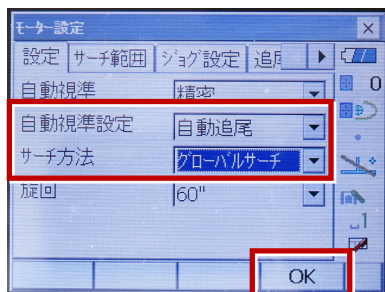 モーター設定
設定 サーチ範囲 ジョグ設定 追尾
自動視準 精密
自動視準設定 自動追尾
サーチ方法 グローバルサーチ
旋回 60"
OK
0
1